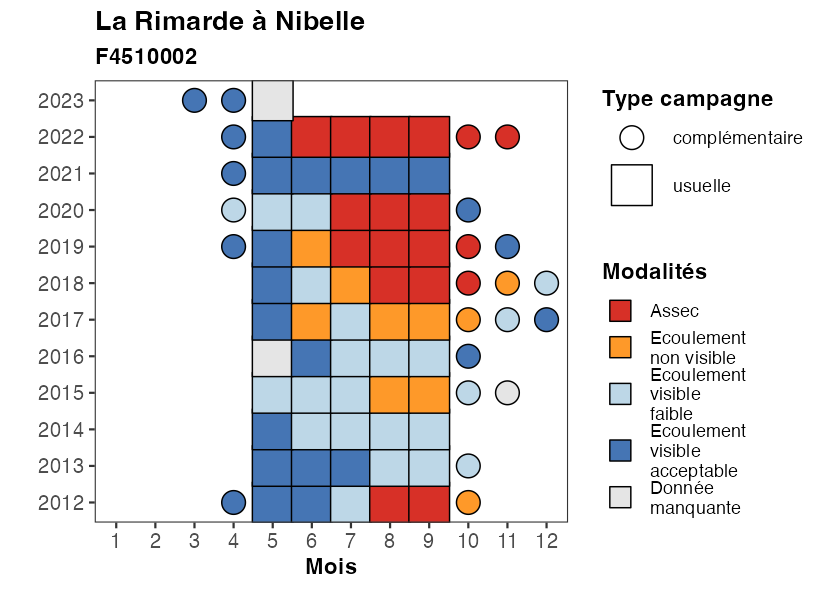 La Rimarde à Nibelle
F4510002
2023
2022
2021
2020
2019
2018
2017
2016
2015
2014
2013
2012
1 2 3 4 5 6 7 8 9 10 11 12
Mois
Type campagne
complémentaire
usuelle
Modalités
Assec
Ecoulement
non visible
Ecoulement
visible
faible
Ecoulement
visible
acceptable
Donnée
manquante